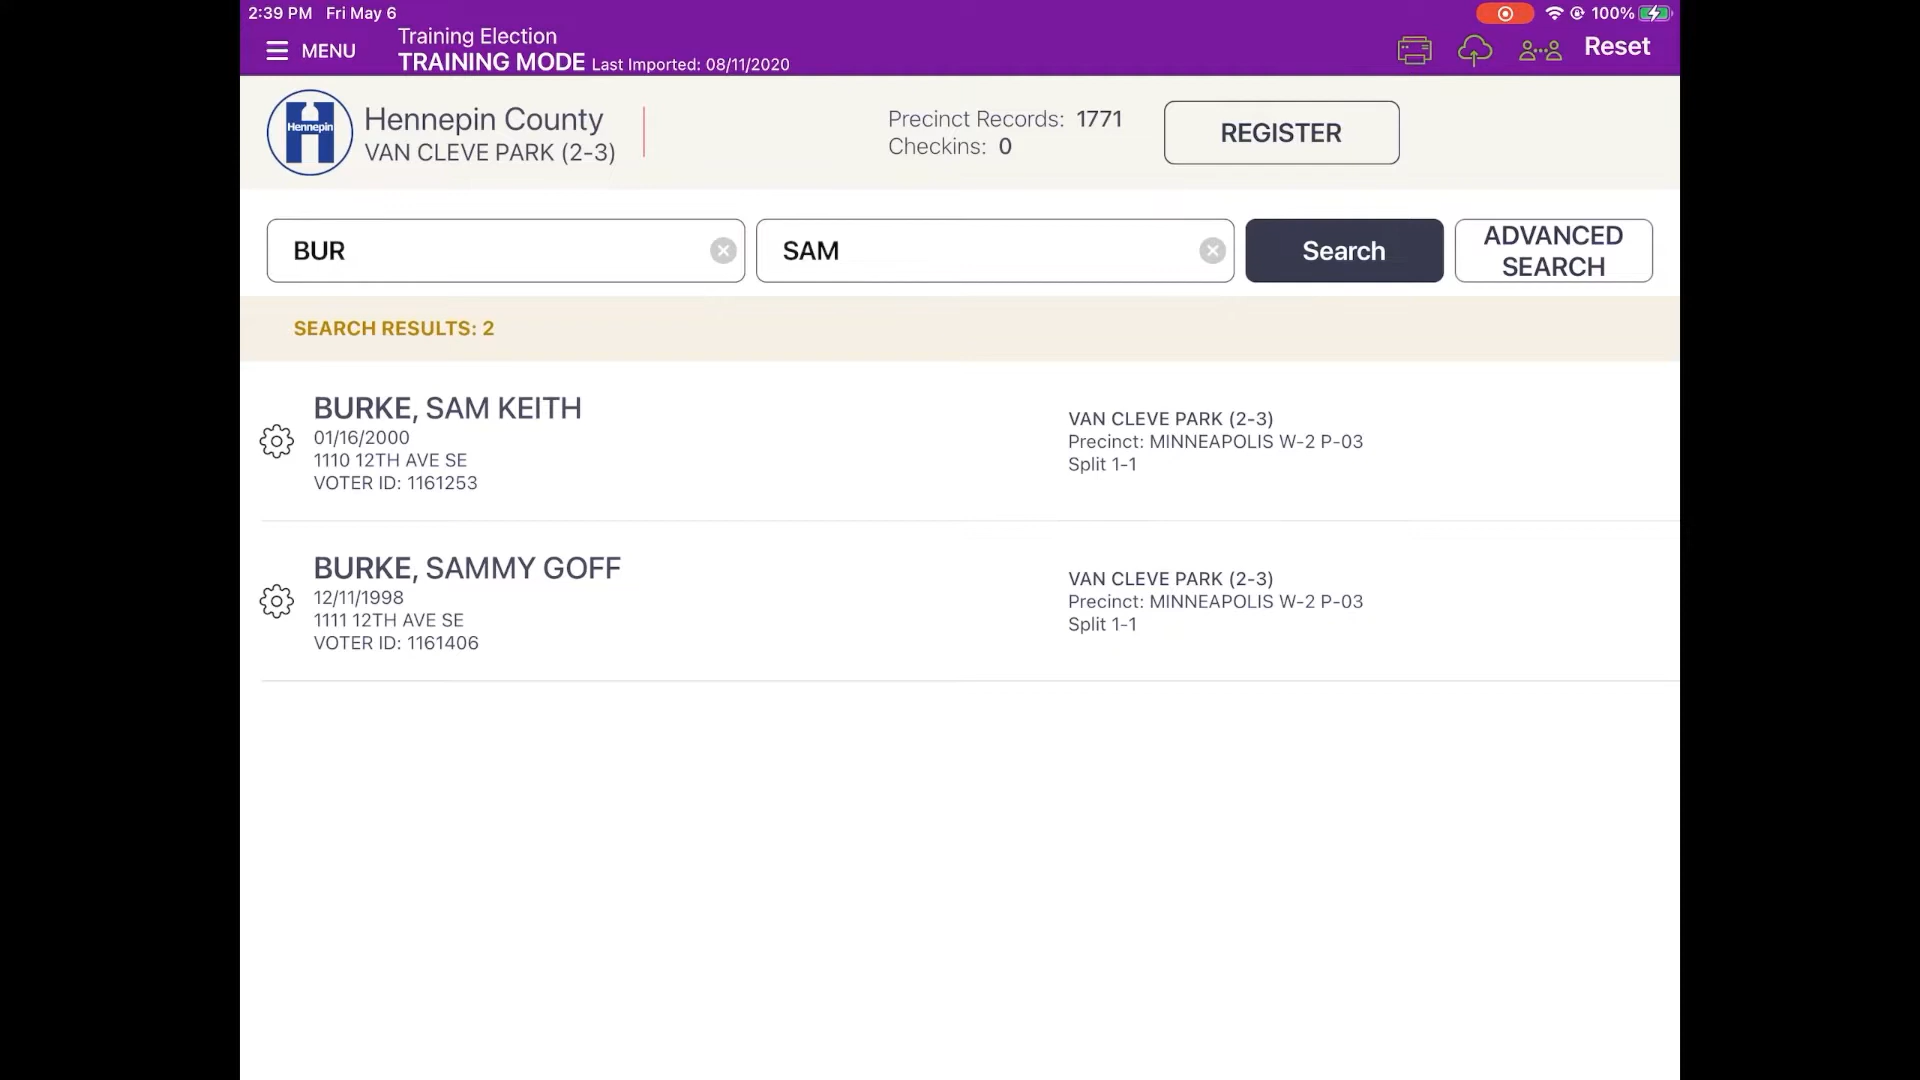 2:39 PM Fri May 6
100%
MENU
Training Election
TRAINING MODE Last Imported: 08/11/2020
Reset
Hennepin
Hennepin County
VAN CLEVE PARK (2-3)
Precinct Records: 1771
Checkins: 0
REGISTER
BUR
SAM
Search
ADVANCED
SEARCH
SEARCH RESULTS: 2
BURKE, SAM KEITH
01/16/2000
1110 12TH AVE SE
VOTER ID: 1161253
VAN CLEVE PARK (2-3)
Precinct: MINNEAPOLIS W-2 P-03
Split 1-1
BURKE, SAMMY GOFF
12/11/1998
1111 12TH AVE SE
VOTER ID: 1161406
VAN CLEVE PARK (2-3)
Precinct: MINNEAPOLIS W-2 P-03
Split 1-1